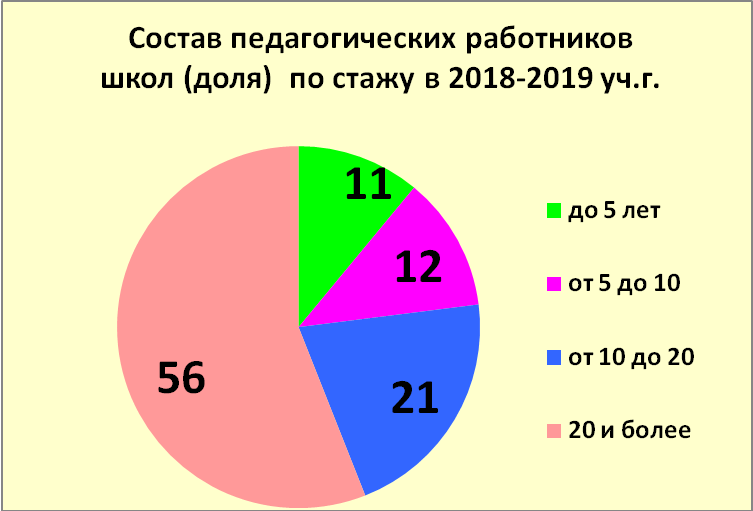 Состав педагогических работников
школ (доля) по стажу в 2018-2019 уч.г.
11
12
21
56
до 5 лет
от 5 до 10
от 10 до 20
20 и более